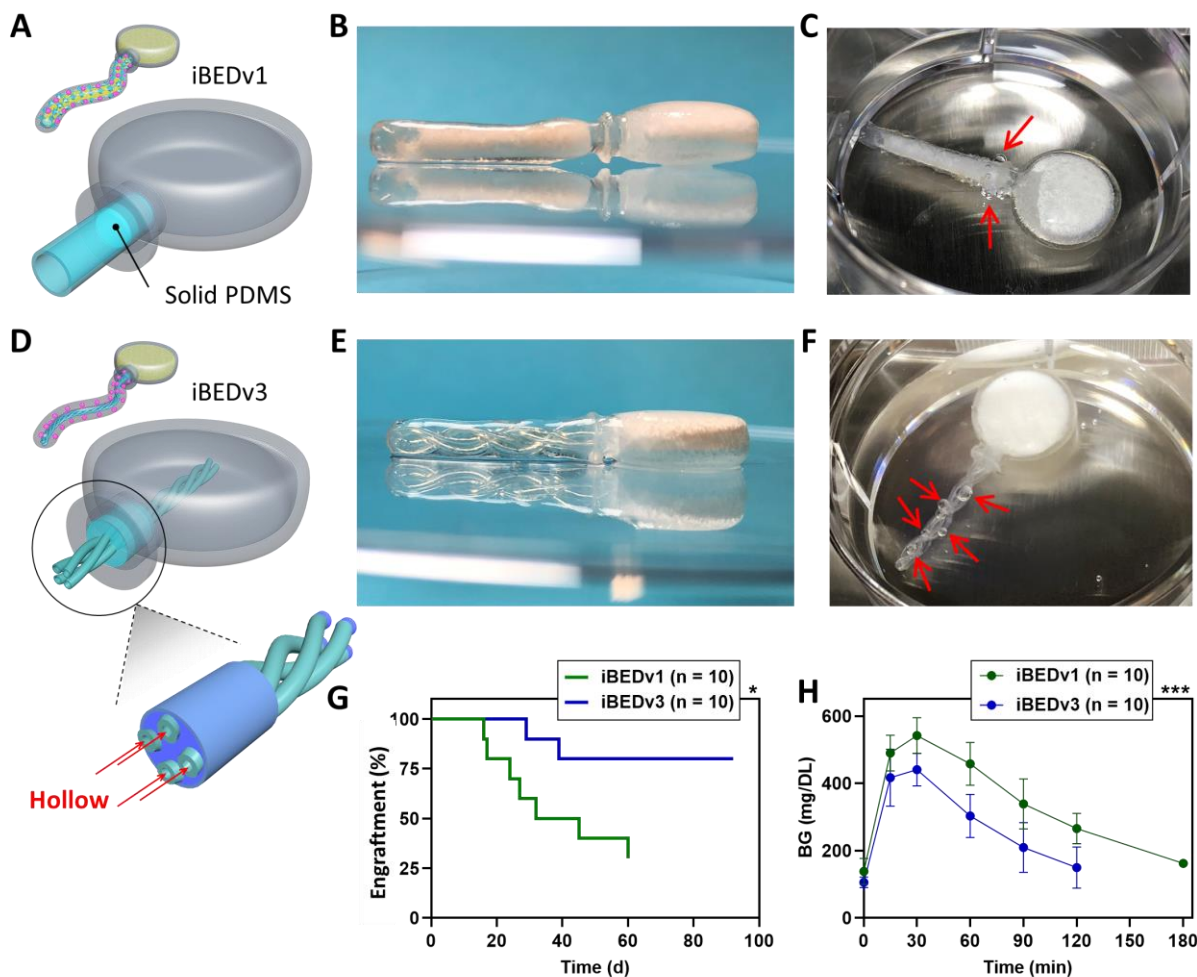 A
iBEDv1
Solid PDMS
B
C
D
iBEDv3
Hollow
E
F
G
iBEDv1 (n = 10)
iBEDv3 (n = 10)
*
Engraftment (%)
100
75
50
25
0
0 20 40 60 80 100
Time (d)
H
iBEDv1 (n = 10)
iBEDv3 (n = 10)
***
BG (mg/DL)
600
400
200
0
0 30 60 90 120 150 180
Time (min)